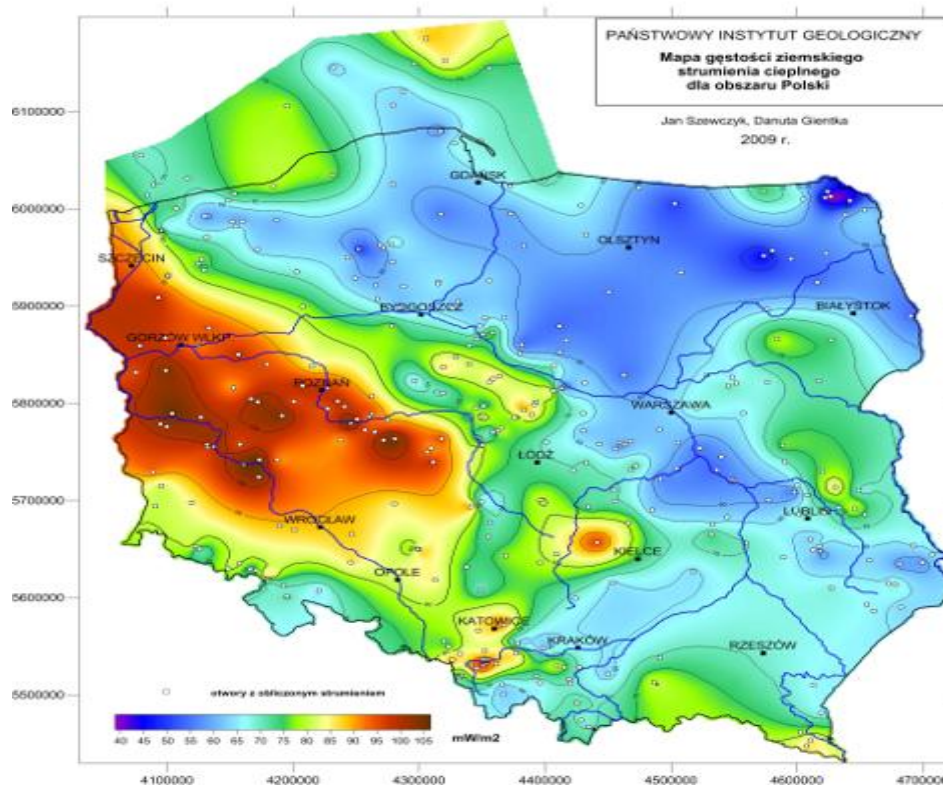 PAŃSTWOWY INSTYTUT GEOLOGICZNY
Mapa gęstości ziemskiego
strumienia cieplnego
dla obszaru Polski
Jan Szewczyk, Danuta Gientka
2009 r.
6100000
GDAŃSK
6000000
OLSZTYN
SZCZECIN
5900000
BYDGOSZCZ
BIAŁYSTOK
GORZÓW WLKP
POZNAŃ
5800000
WARSZAWA
ŁÓDŹ
5700000
LUBLIN
WROCŁAW
KIELCE
OPOLE
5600000
KATOWICE
KRAKÓW
RZESZÓW
5500000
otwory z obliczonym strumieniem
40 45 50 55 60 65 70 75 80 85 90 95 100 105
mW/m2
4100000 4200000 4300000 4400000 4500000 4600000 4700